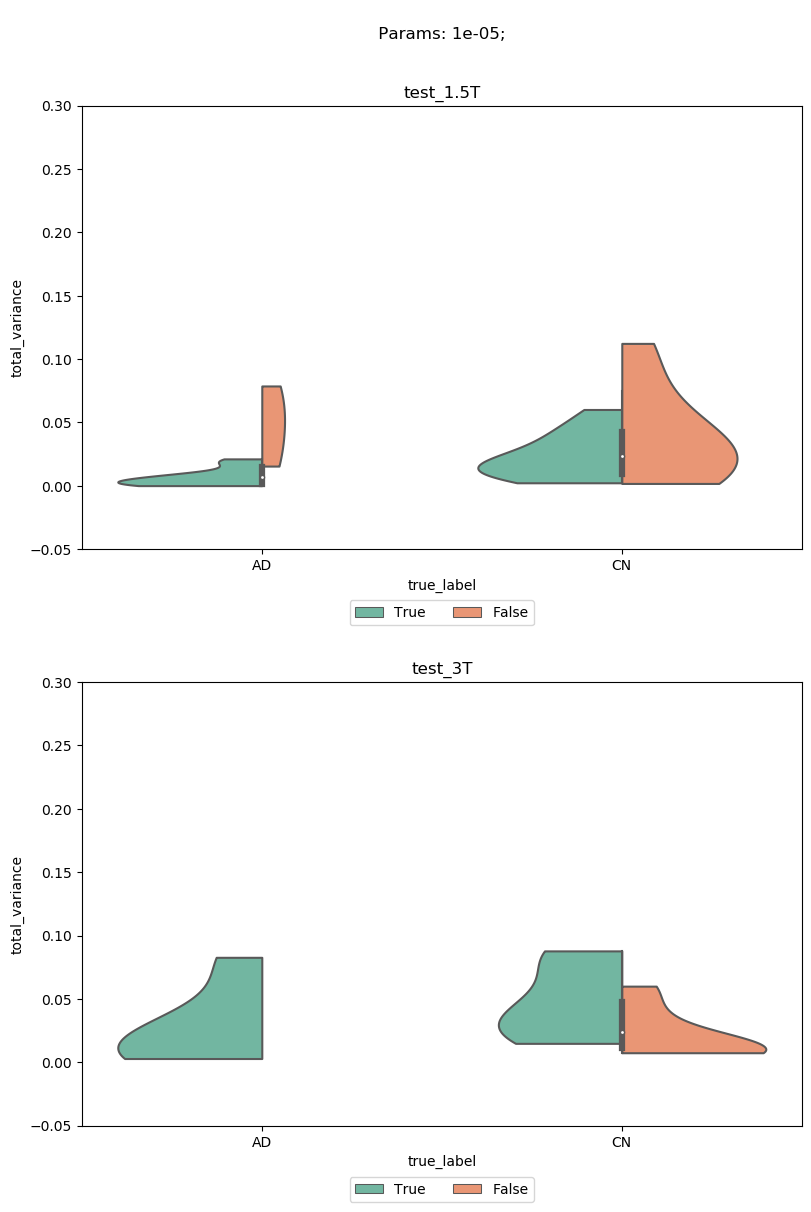 Params: 1e-05;
test_1.5T
0.30
0.25
0.20
0.15
0.10
0.05
0.00
−0.05
total_variance
AD
CN
true_label
True
False
test_3T
0.30
0.25
0.20
0.15
0.10
0.05
0.00
−0.05
total_variance
AD
CN
true_label
True
False